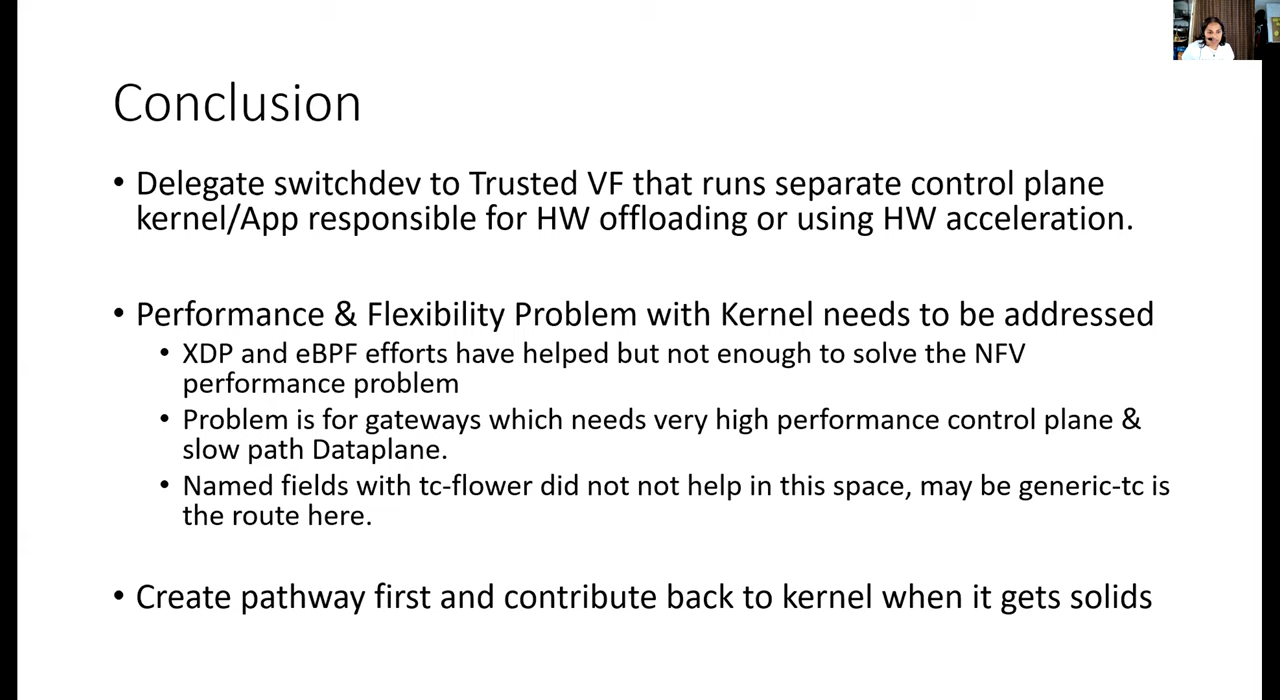 Conclusion
• Delegate switchdev to Trusted VF that runs separate control plane
kernel/App responsible for HW offloading or using HW acceleration.
• Performance & Flexibility Problem with Kernel needs to be addressed
• XDP and eBPF efforts have helped but not enough to solve the NFV
performance problem
• Problem is for gateways which needs very high performance control plane &
slow path Dataplane.
• Named fields with tc-flower did not not help in this space, may be generic-tc is
the route here.
• Create pathway first and contribute back to kernel when it gets solids